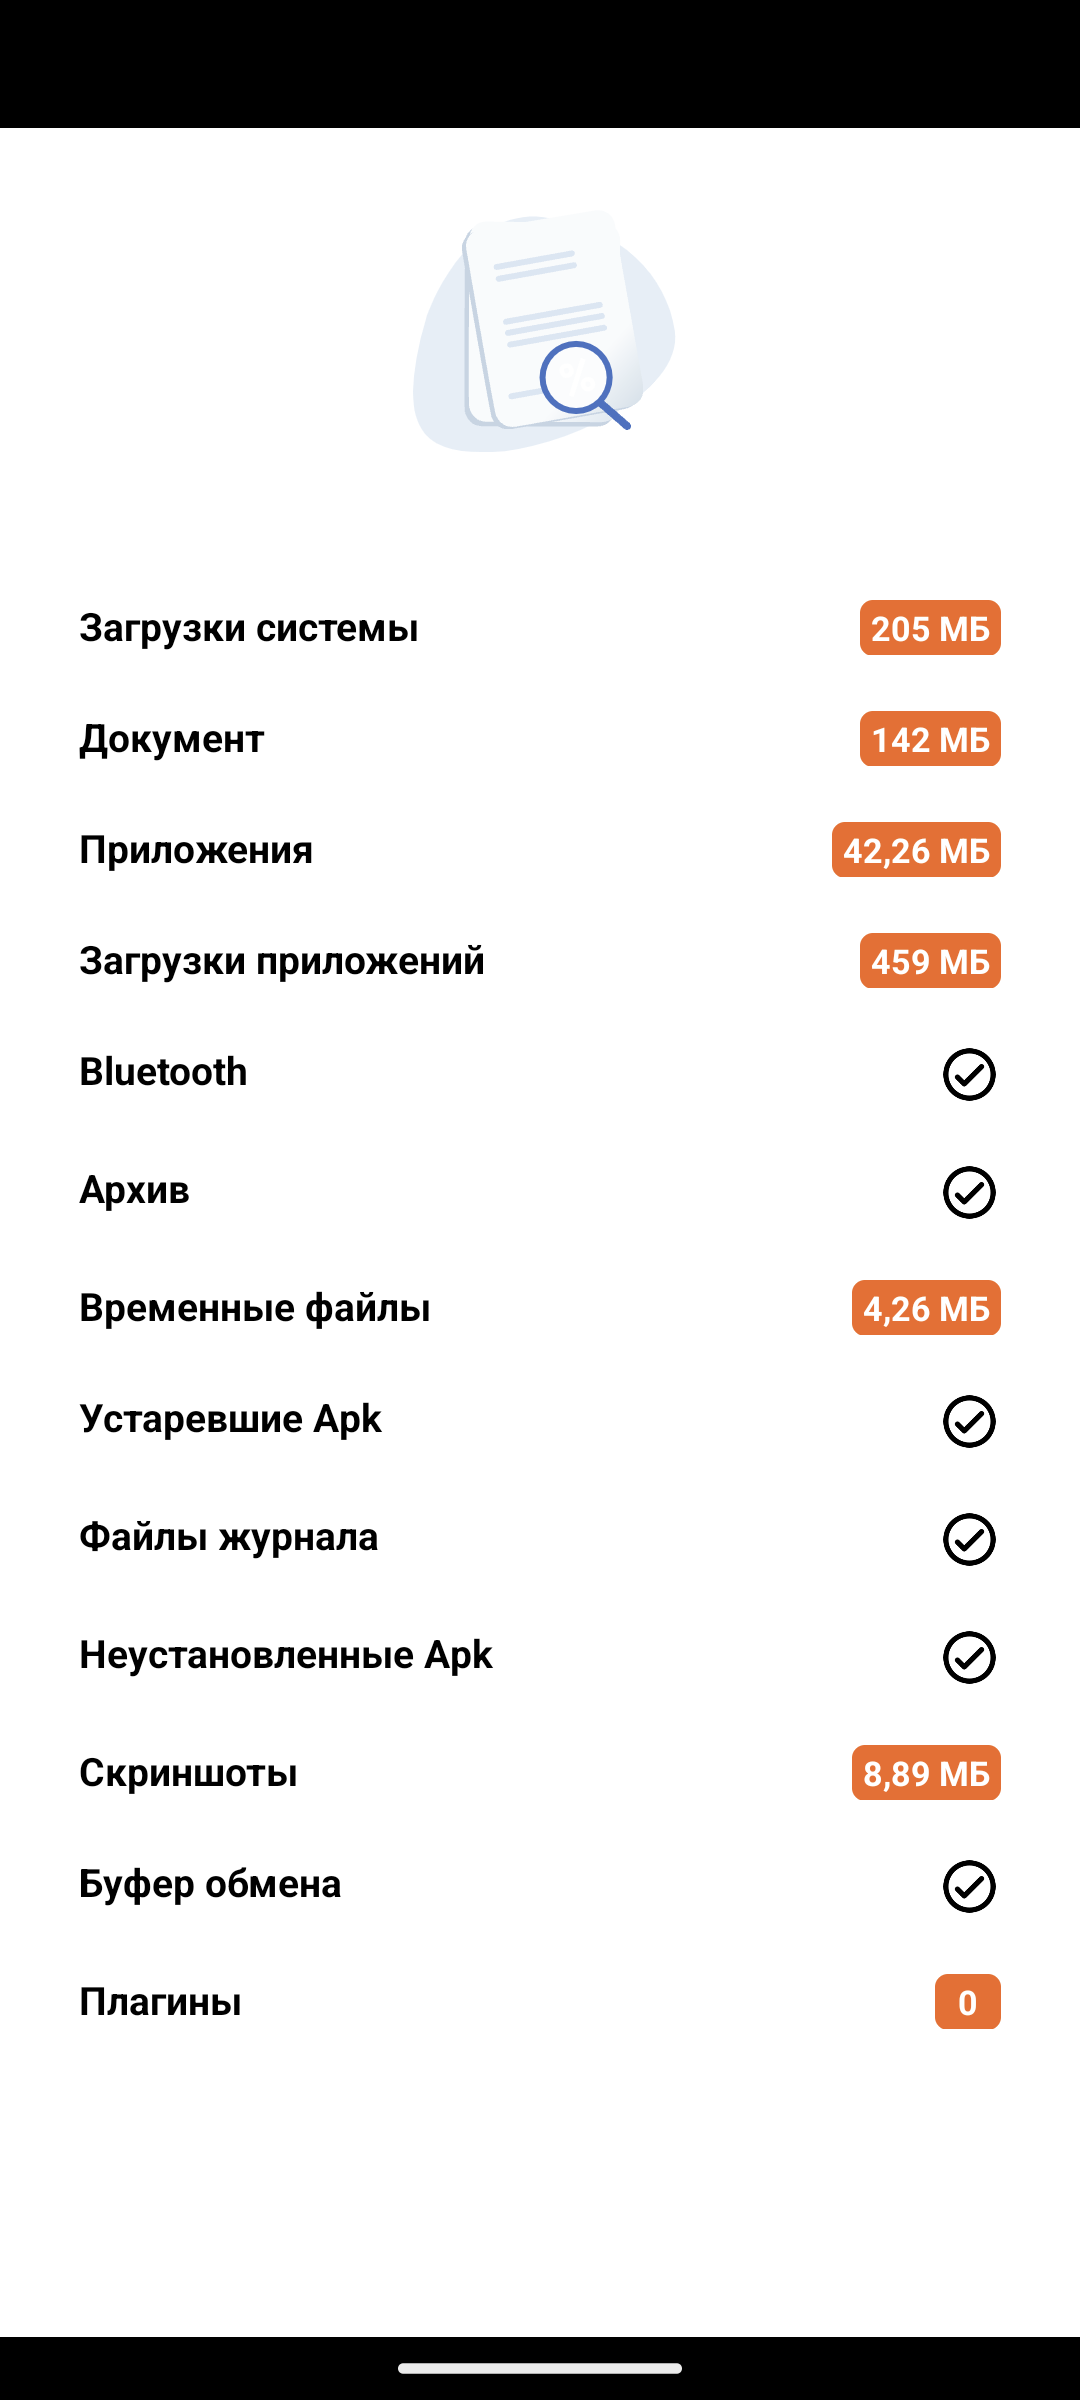 Загрузки системы 205 МБ
Документ 142 МБ
Приложения 42,26 МБ
Загрузки приложений 459 МБ
Bluetooth
Архив
Временные файлы 4,26 МБ
Устаревшие Apk
Файлы журнала
Неустановленные Apk
Скриншоты 8,89 МБ
Буфер обмена
Плагины 0